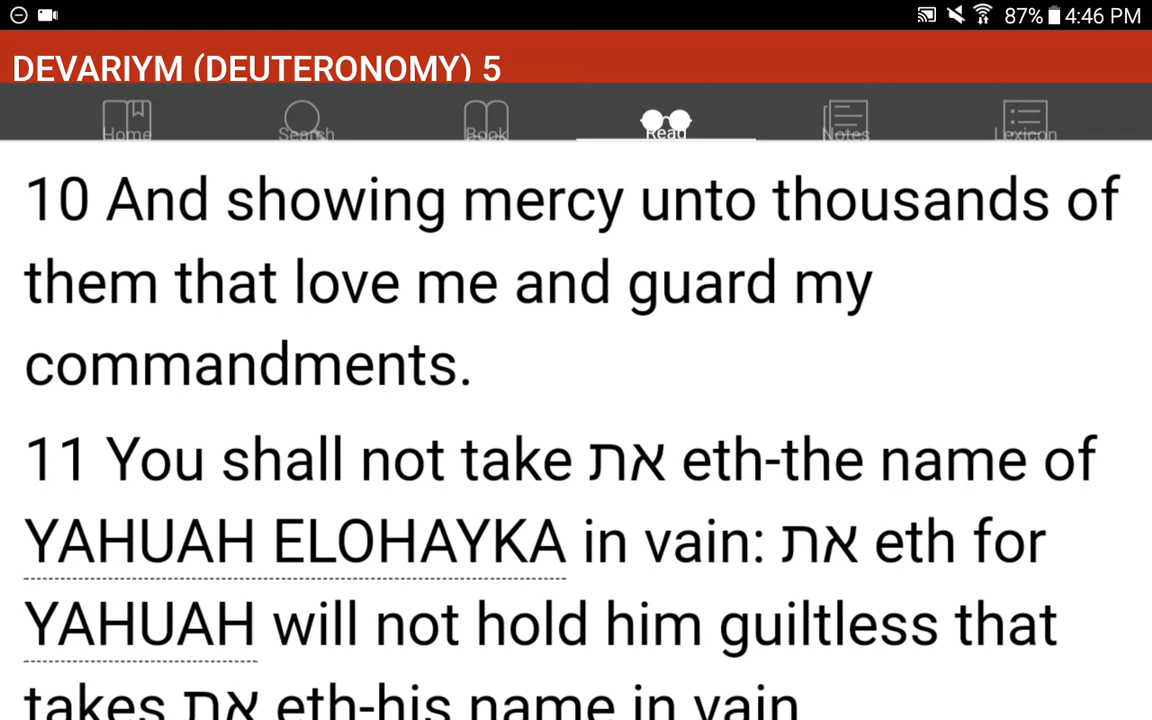 87% 4:46 PM
DEVARIYM (DEUTERONOMY) 5
Home Search Book Read Notes Lexicon
10 And showing mercy unto thousands of
them that love me and guard my
commandments.
11 You shall not take את eth-the name of
YAHUAH ELOHAYKA in vain: את eth for
YAHUAH will not hold him guiltless that
takes את eth-his name in vain